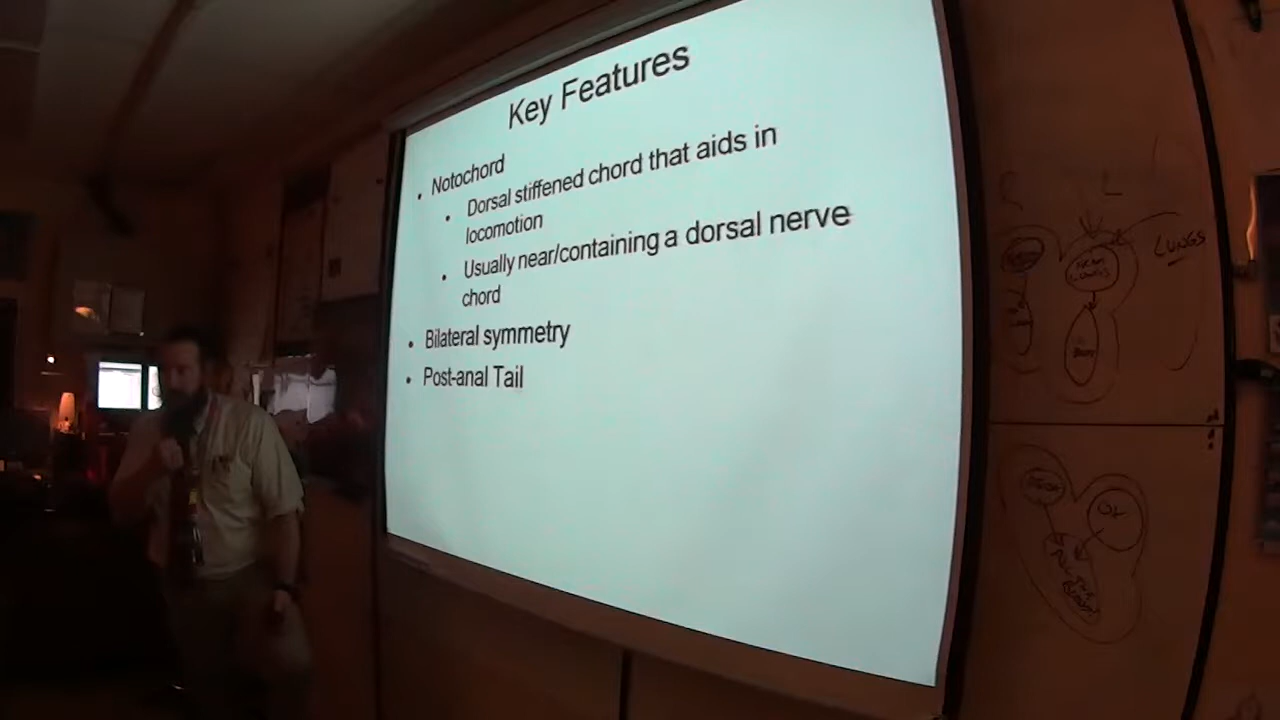 Key Features
• Notochord
• Dorsal stiffened chord that aids in
locomotion
• Usually near/containing a dorsal nerve
chord
• Bilateral symmetry
• Post-anal Tail
L
LUNGS